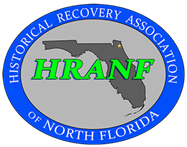 HISTORICAL RECOVERY ASSOCIATION
HRANF
of NORTH FLORIDA